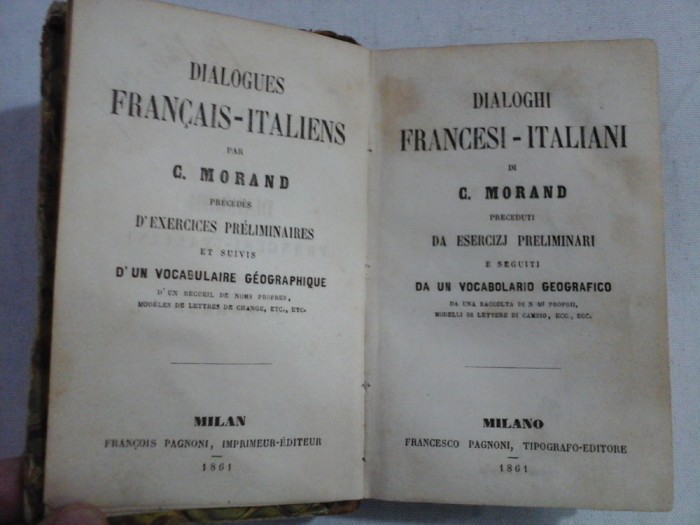 DIALOGUES
FRANÇAIS-ITALIENS
PAR
C. MORAND
PRÉCÉDÉS
D'EXERCICES PRÉLIMINAIRES
ET SUIVIS
D'UN VOCABULAIRE GÉOGRAPHIQUE
D'UN RECUEIL DE NOMS PROPRES,
MODÈLES DE LETTRES DE CHANGE, ETC., ETC.
MILAN
FRANÇOIS PAGNONI, IMPRIMEUR-ÉDITEUR
1861
DIALOGHI
FRANCESI-ITALIANI
DI
C. MORAND
PRECEDUTI
DA ESERCIZJ PRELIMINARI
E SEGUITI
DA UN VOCABOLARIO GEOGRAFICO
DA UNA RACCOLTA DI N MI PROPRII,
MODELLI DI LETTERE DI CAMBIO, ECC., ECC.
MILANO
FRANCESCO PAGNONI, TIPOGRAFO-EDITORE
1861